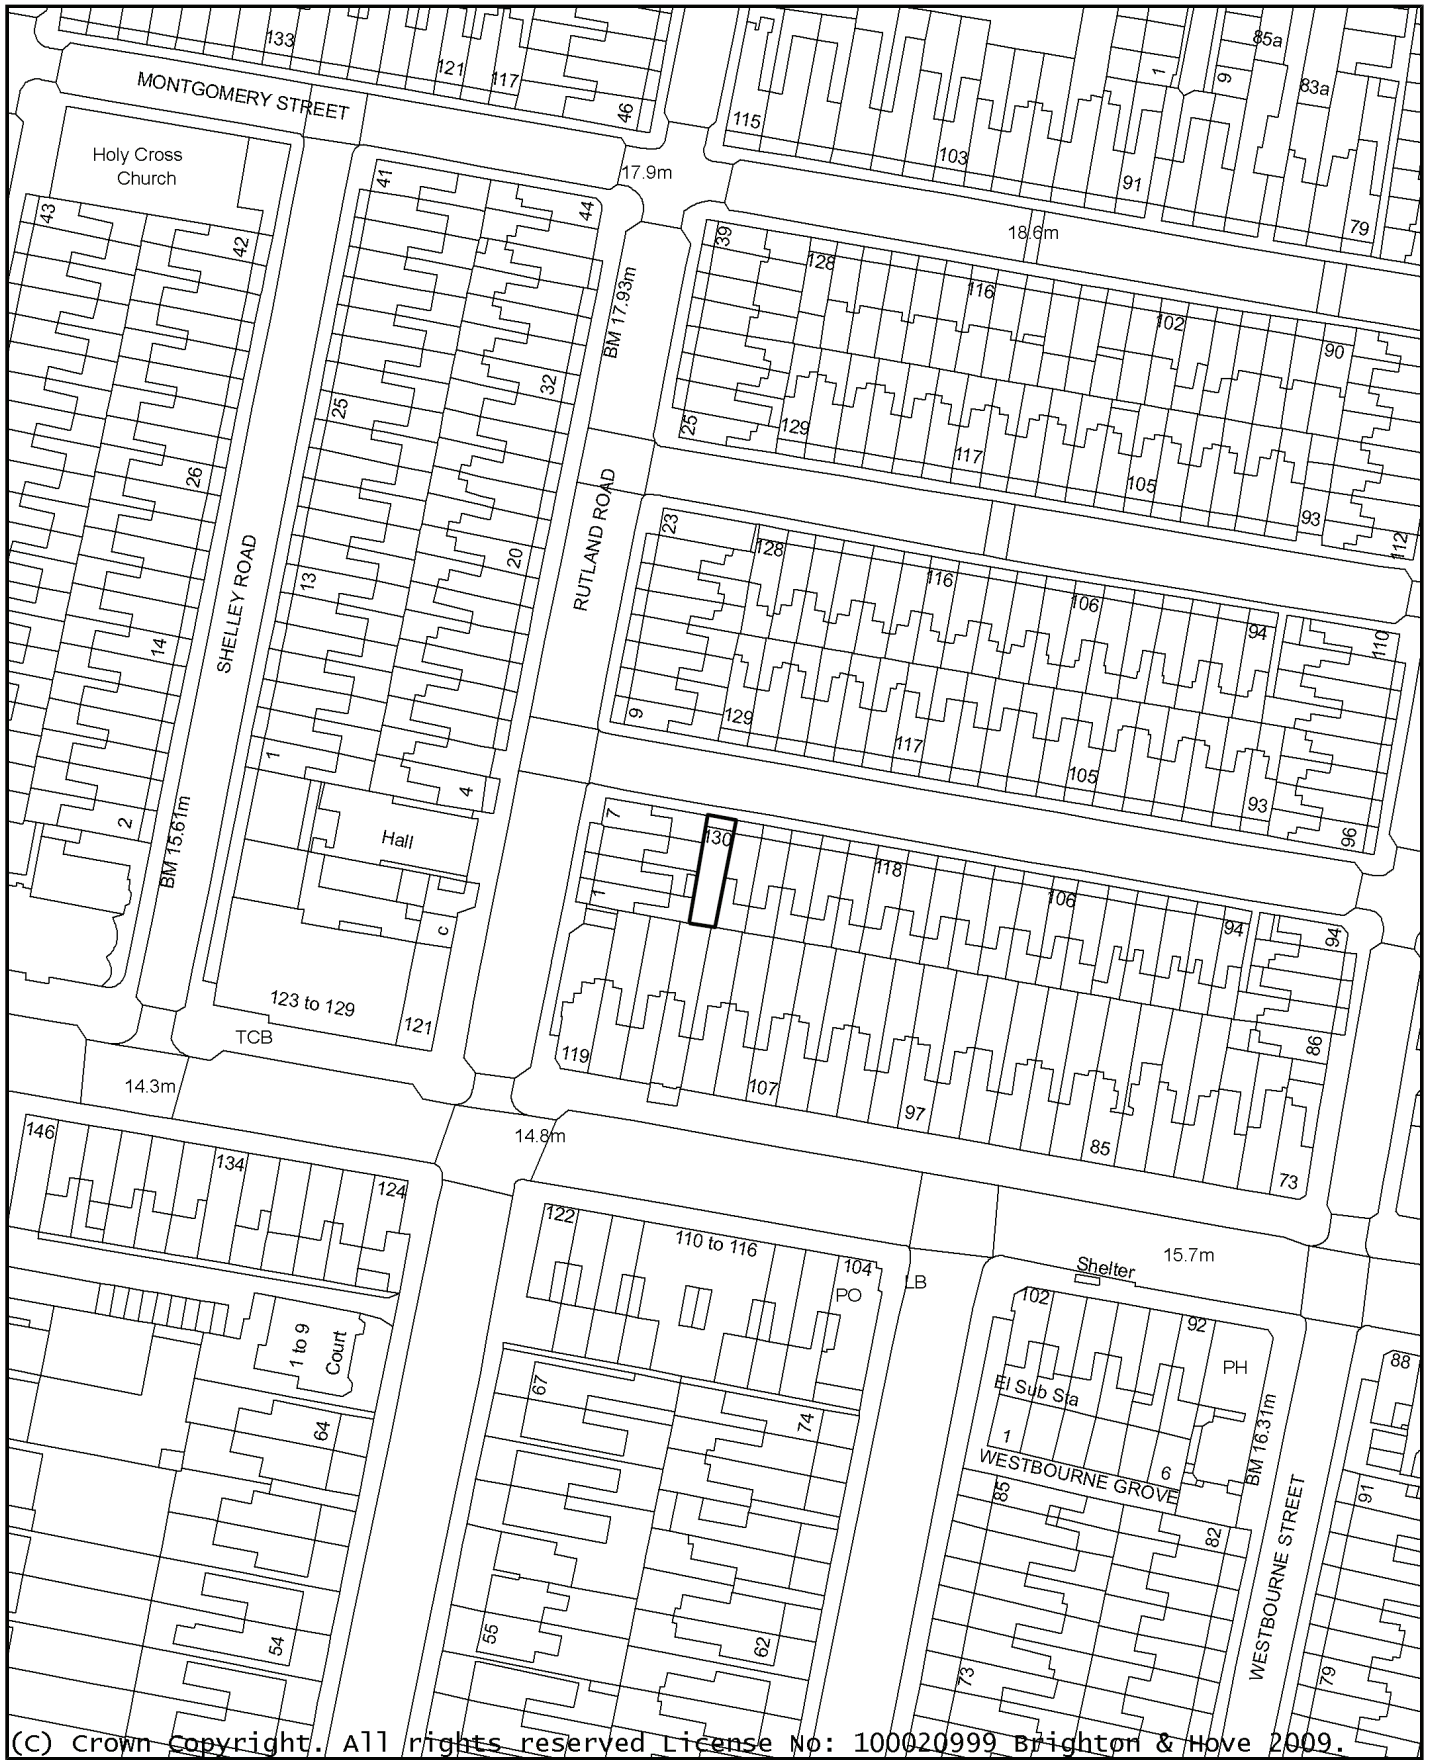 133
121
117
46
MONTGOMERY STREET
115
103
91
1
9
85a
83a
79
Holy Cross
Church
17.9m
18.6m
43
42
41
44
39
128
116
102
90
BM 17.93m
32
25
26
25
129
117
105
93
112
SHELLEY ROAD
RUTLAND ROAD
20
13
14
23
128
116
106
94
110
9
129
117
105
93
96
1
4
2
BM 15.61m
Hall
7
130
118
106
94
94
1
c
123 to 129
121
TCB
119
107
97
85
86
73
14.3m
14.8m
15.7m
146
134
124
122
110 to 116
104
PO
LB
Shelter
102
92
PH
88
El Sub Sta
1
6
BM 16.31m
1 to 9
Court
67
74
64
WESTBOURNE GROVE
85
82
91
WESTBOURNE STREET
54
55
62
73
79
(c) Crown Copyright. All rights reserved License No: 100020999 Brighton & Hove 2009.